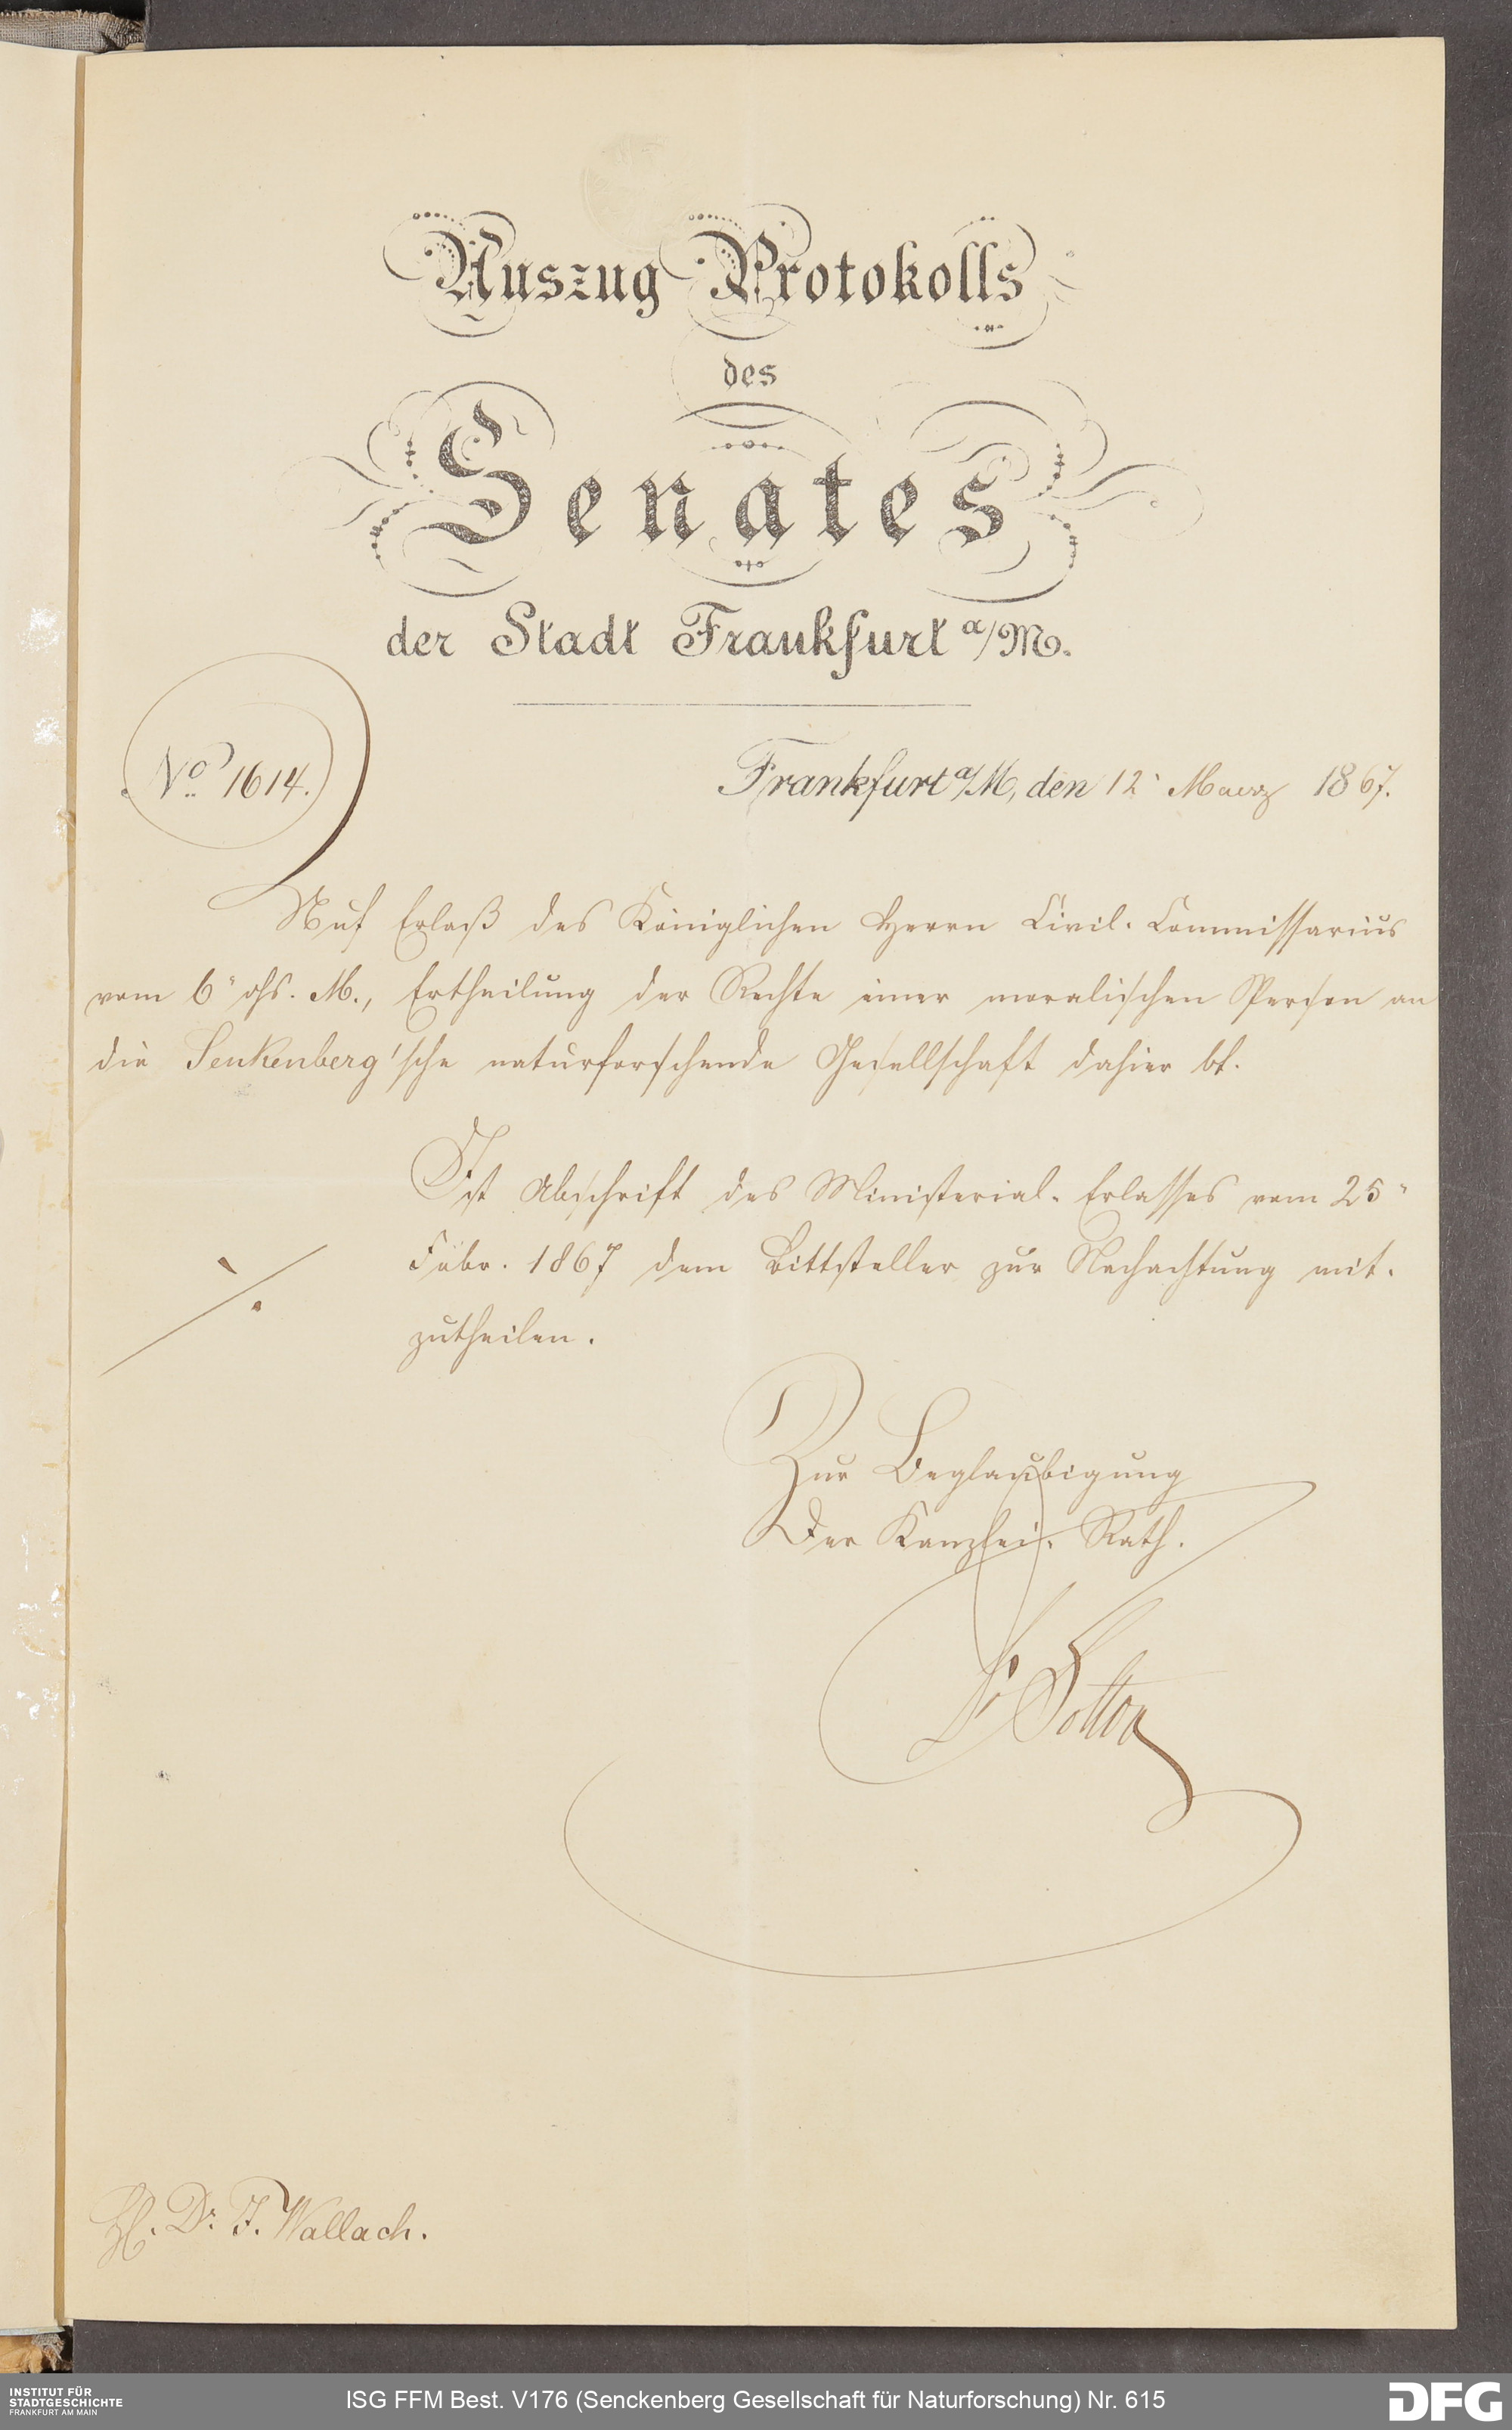 Auszug Protokolls
des
Senates
der Stadt Frankfurt a/M.
No. 1614.
Frankfurt a/M, den 12. Maerz 1867.
Auf Erlaß des Königlichen Herrn Civil-Commissarius
vom 6" ds. M., Ertheilung der Rechte einer moralischen Person an
die Senkenberg'sche naturforschende Gesellschaft dahier bt.
Ist Abschrift des Ministerial-Erlasses vom 25"
Febr. 1867 dem Bittsteller zur Nachachtung mit-
zutheilen.
Zur Beglaubigung
Der Kanzlei-Rath.
Dr
Dr. F. Wallach.
INSTITUT FÜR
STADTGESCHICHTE
FRANKFURT AM MAIN
ISG FFM Best. V176 (Senckenberg Gesellschaft für Naturforschung) Nr. 615
DFG